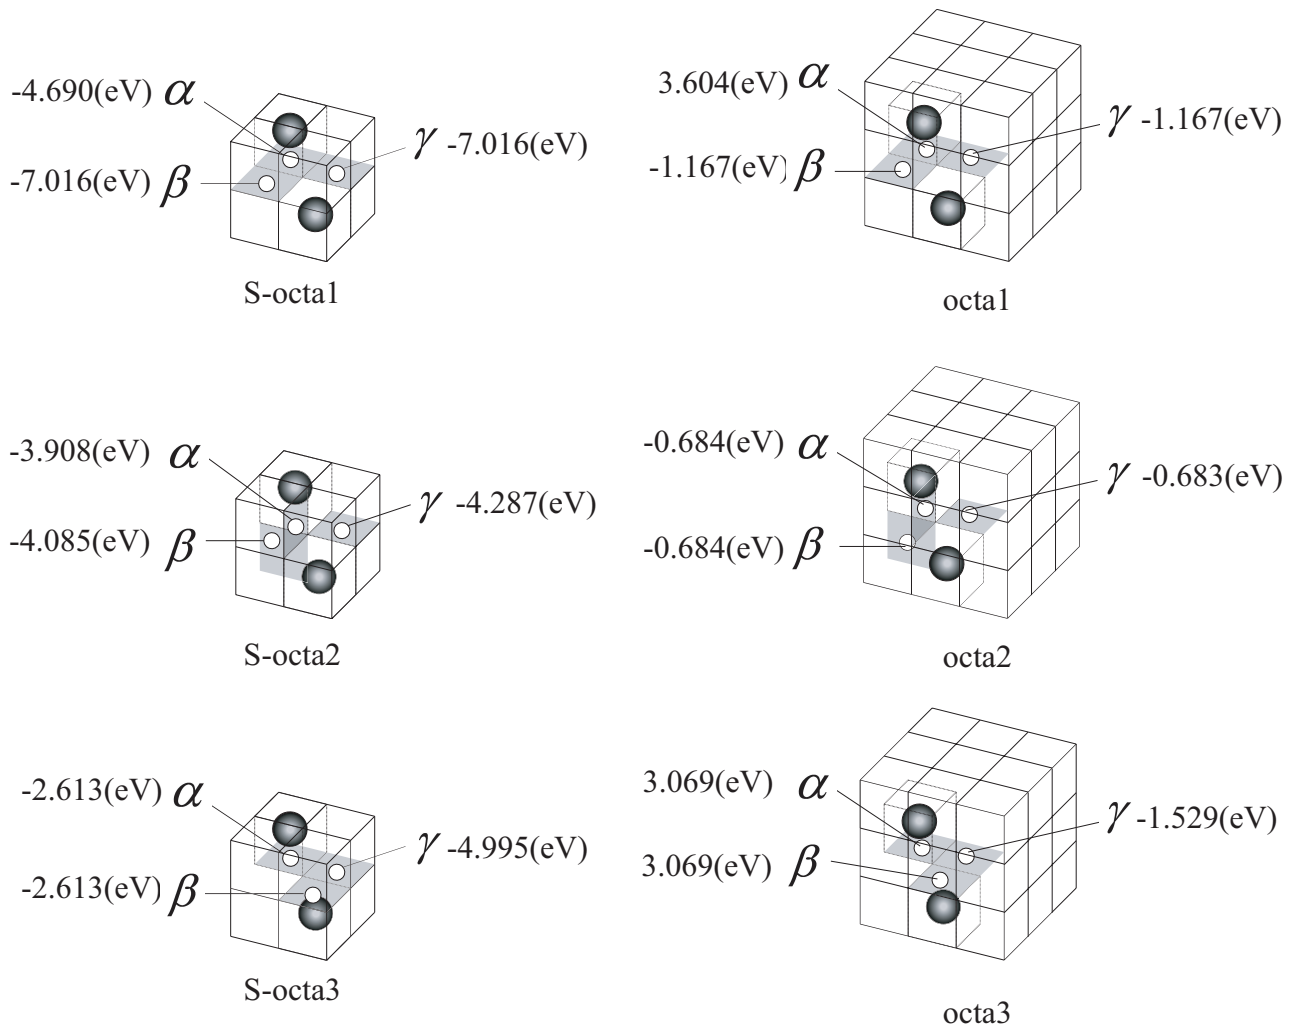 -4.690(eV) α
γ -7.016(eV)
-7.016(eV) β
S-octa1
3.604(eV) α
γ -1.167(eV)
-1.167(eV) β
octa1
-3.908(eV) α
γ -4.287(eV)
-4.085(eV) β
S-octa2
-0.684(eV) α
γ -0.683(eV)
-0.684(eV) β
octa2
-2.613(eV) α
γ -4.995(eV)
-2.613(eV) β
S-octa3
3.069(eV) α
γ -1.529(eV)
3.069(eV) β
octa3